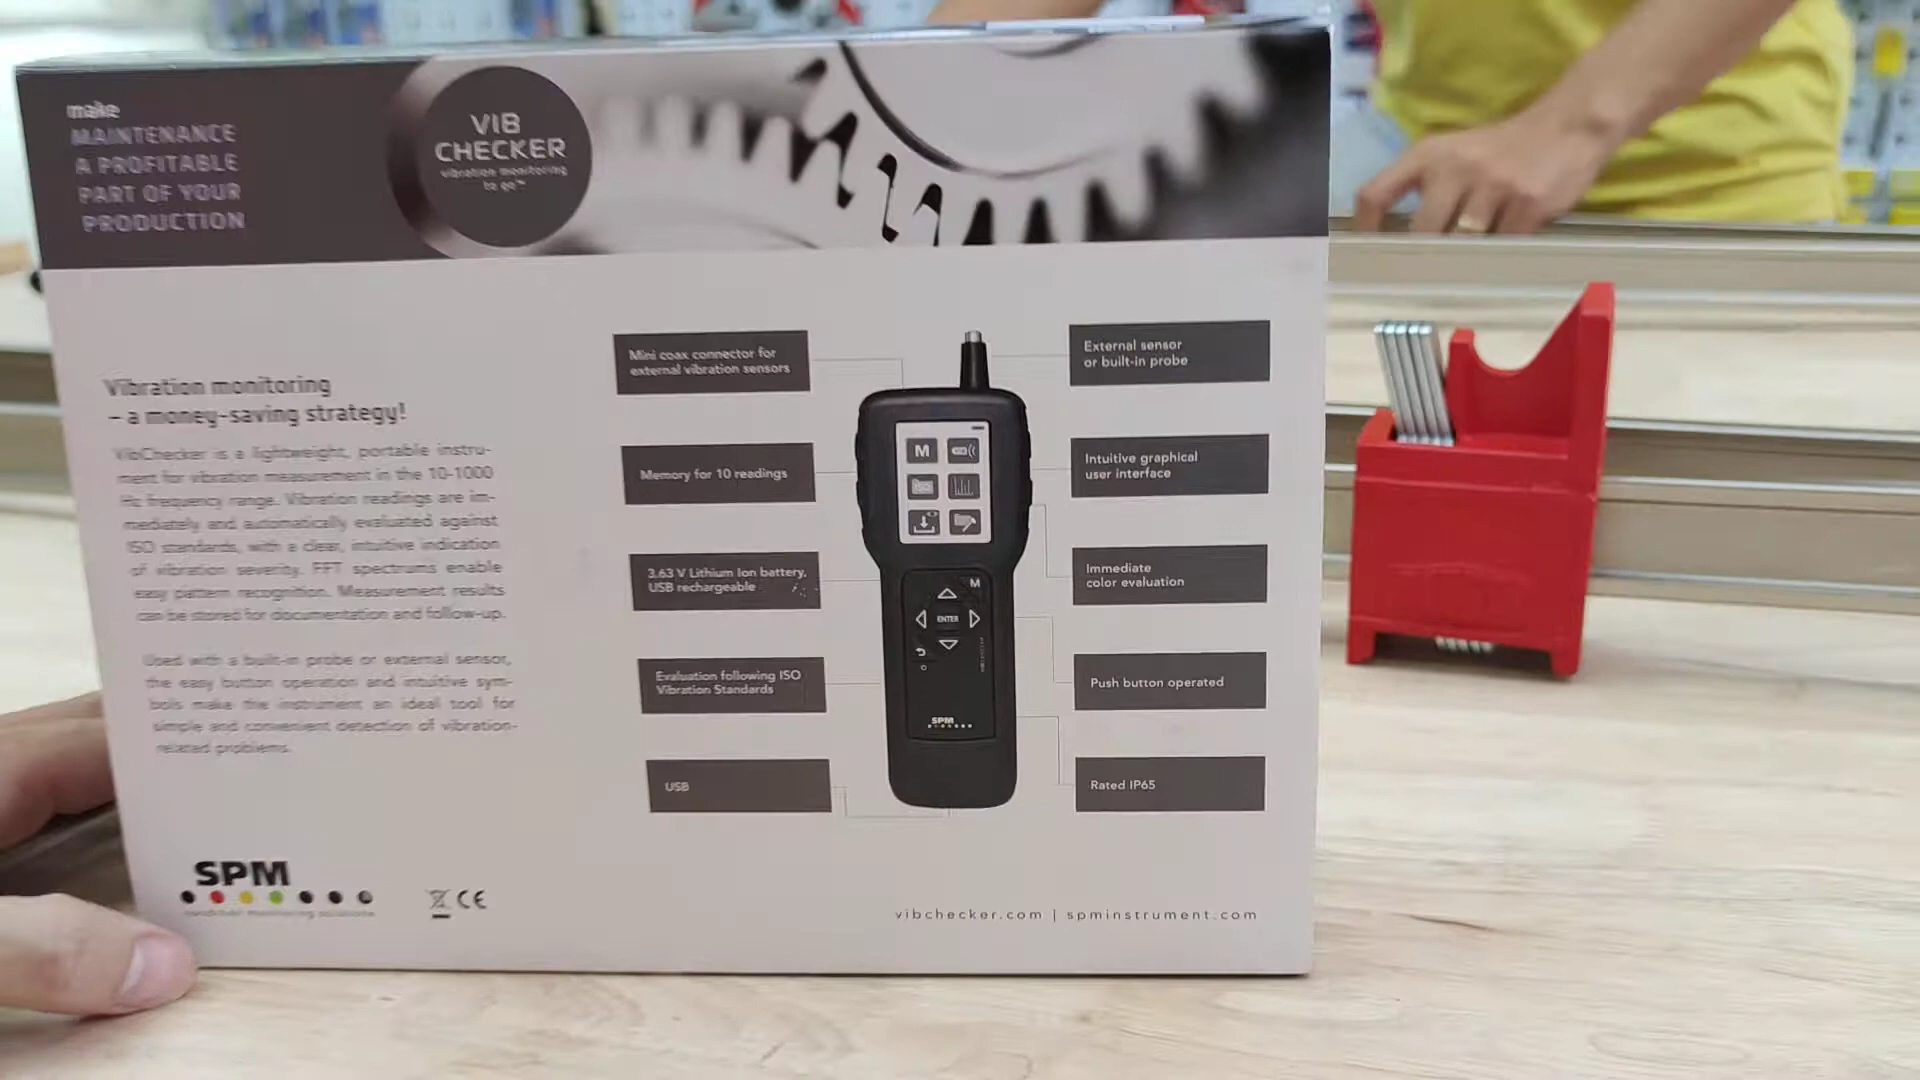 make
MAINTENANCE
A PROFITABLE
PART OF YOUR
PRODUCTION
VIB
CHECKER
vibration monitoring
to go™
Vibration monitoring
– a money-saving strategy!
VibChecker is a lightweight, portable instru-
ment for vibration measurement in the 10-1000
Hz frequency range. Vibration readings are im-
mediately and automatically evaluated against
ISO standards, with a clear, intuitive indication
of vibration severity. FFT spectrums enable
easy pattern recognition. Measurement results
can be stored for documentation and follow-up.
Used with a built-in probe or external sensor,
the easy button operation and intuitive sym-
bols make the instrument an ideal tool for
simple and convenient detection of vibration-
related problems.
Mini coax connector for
external vibration sensors
Memory for 10 readings
3.63 V Lithium Ion battery,
USB rechargeable
Evaluation following ISO
Vibration Standards
USB
M
ISO
M
ENTER
SPM
External sensor
or built-in probe
Intuitive graphical
user interface
Immediate
color evaluation
Push button operated
Rated IP65
SPM
CE
vibchecker.com | spminstrument.com